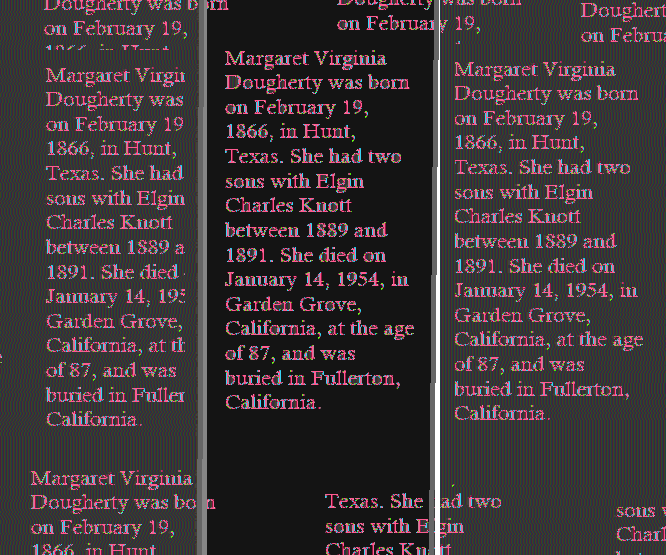 Dougherty was born
on February 19,
1866, in Hunt,
Margaret Virgin
Dougherty was
on February 19
1866, in Hunt,
Texas. She had
sons with Elgin
Charles Knott
between 1889 a
1891. She died
January 14, 195
Garden Grove,
California, at th
of 87, and was
buried in Fuller
California.
Margaret Virginia
Dougherty was born
on February 19,
1866, in Hunt,
Dougherty was born
on February 19,
Margaret Virginia
Dougherty was born
on February 19,
1866, in Hunt,
Texas. She had two
sons with Elgin
Charles Knott
between 1889 and
1891. She died on
January 14, 1954, in
Garden Grove,
California, at the age
of 87, and was
buried in Fullerton,
California.
Texas. She had two
sons with Elgin
Charles Knott
Dougherty
on Februa
Margaret Virginia
Dougherty was born
on February 19,
1866, in Hunt,
Texas. She had two
sons with Elgin
Charles Knott
between 1889 and
1891. She died on
January 14, 1954, in
Garden Grove,
California, at the age
of 87, and was
buried in Fullerton,
California.
sons w
Charl